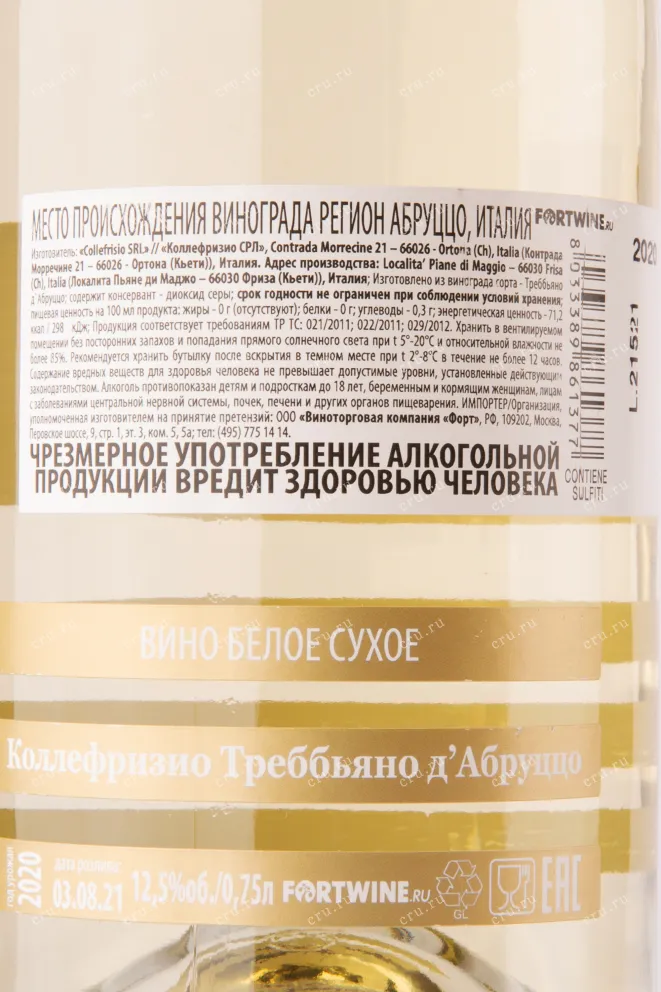 МЕСТО ПРОИСХОЖДЕНИЯ ВИНОГРАДА РЕГИОН АБРУЦЦО, ИТАЛИЯ FORTWINE.RU
Изготовитель: «Collefrisio SRL» // «Коллефризио СРЛ», Contrada Morrecine 21 – 66026 - Ortona (Ch), Italia (Контрада
Морречине 21 – 66026 - Ортона (Кьети)), Италия. Адрес производства: Localita’ Piane di Maggio – 66030 Frisa
(Ch), Italia (Локалита Пьяне ди Маджо – 66030 Фриза (Кьети)), Италия; Изготовлено из винограда сорта - Треббьяно
д`Абруццо; содержит консервант - диоксид серы; срок годности не ограничен при соблюдении условий хранения;
пищевая ценность на 100 мл продукта: жиры - 0 г (отсутствуют); белки - 0 г; углеводы - 0,3 г; энергетическая ценность - 71,2
ккал / 298 кДж; Продукция соответствует требованиям ТР ТС: 021/2011; 022/2011; 029/2012. Хранить в вентилируемом
помещении без посторонних запахов и попадания прямого солнечного света при t 5°-20°C и относительной влажности не
более 85%. Рекомендуется хранить бутылку после вскрытия в темном месте при t 2°-8°C в течение не более 12 часов.
Содержание вредных веществ для здоровья человека не превышает допустимые уровни, установленные действующим
законодательством. Алкоголь противопоказан детям и подросткам до 18 лет, беременным и кормящим женщинам, лицам
с заболеваниями центральной нервной системы, почек, печени и других органов пищеварения. ИМПОРТЕР/Организация,
уполномоченная изготовителем на принятие претензий: ООО «Виноторговая компания «Форт», РФ, 109202, Москва,
Перовское шоссе, 9, стр. 1, эт. 3, ком. 5, 5а; тел: (495) 775 14 14.
ЧРЕЗМЕРНОЕ УПОТРЕБЛЕНИЕ АЛКОГОЛЬНОЙ
ПРОДУКЦИИ ВРЕДИТ ЗДОРОВЬЮ ЧЕЛОВЕКА
8 033389 861377
CONTIENE
SULFITI
2020
L.21521
ВИНО БЕЛОЕ СУХОЕ
Коллефризио Треббьяно д’Абруццо
год урожая
2020
дата розлива:
03.08.21
12,5%об./0,75л FORTWINE.RU
GL
EAC
cru.ru